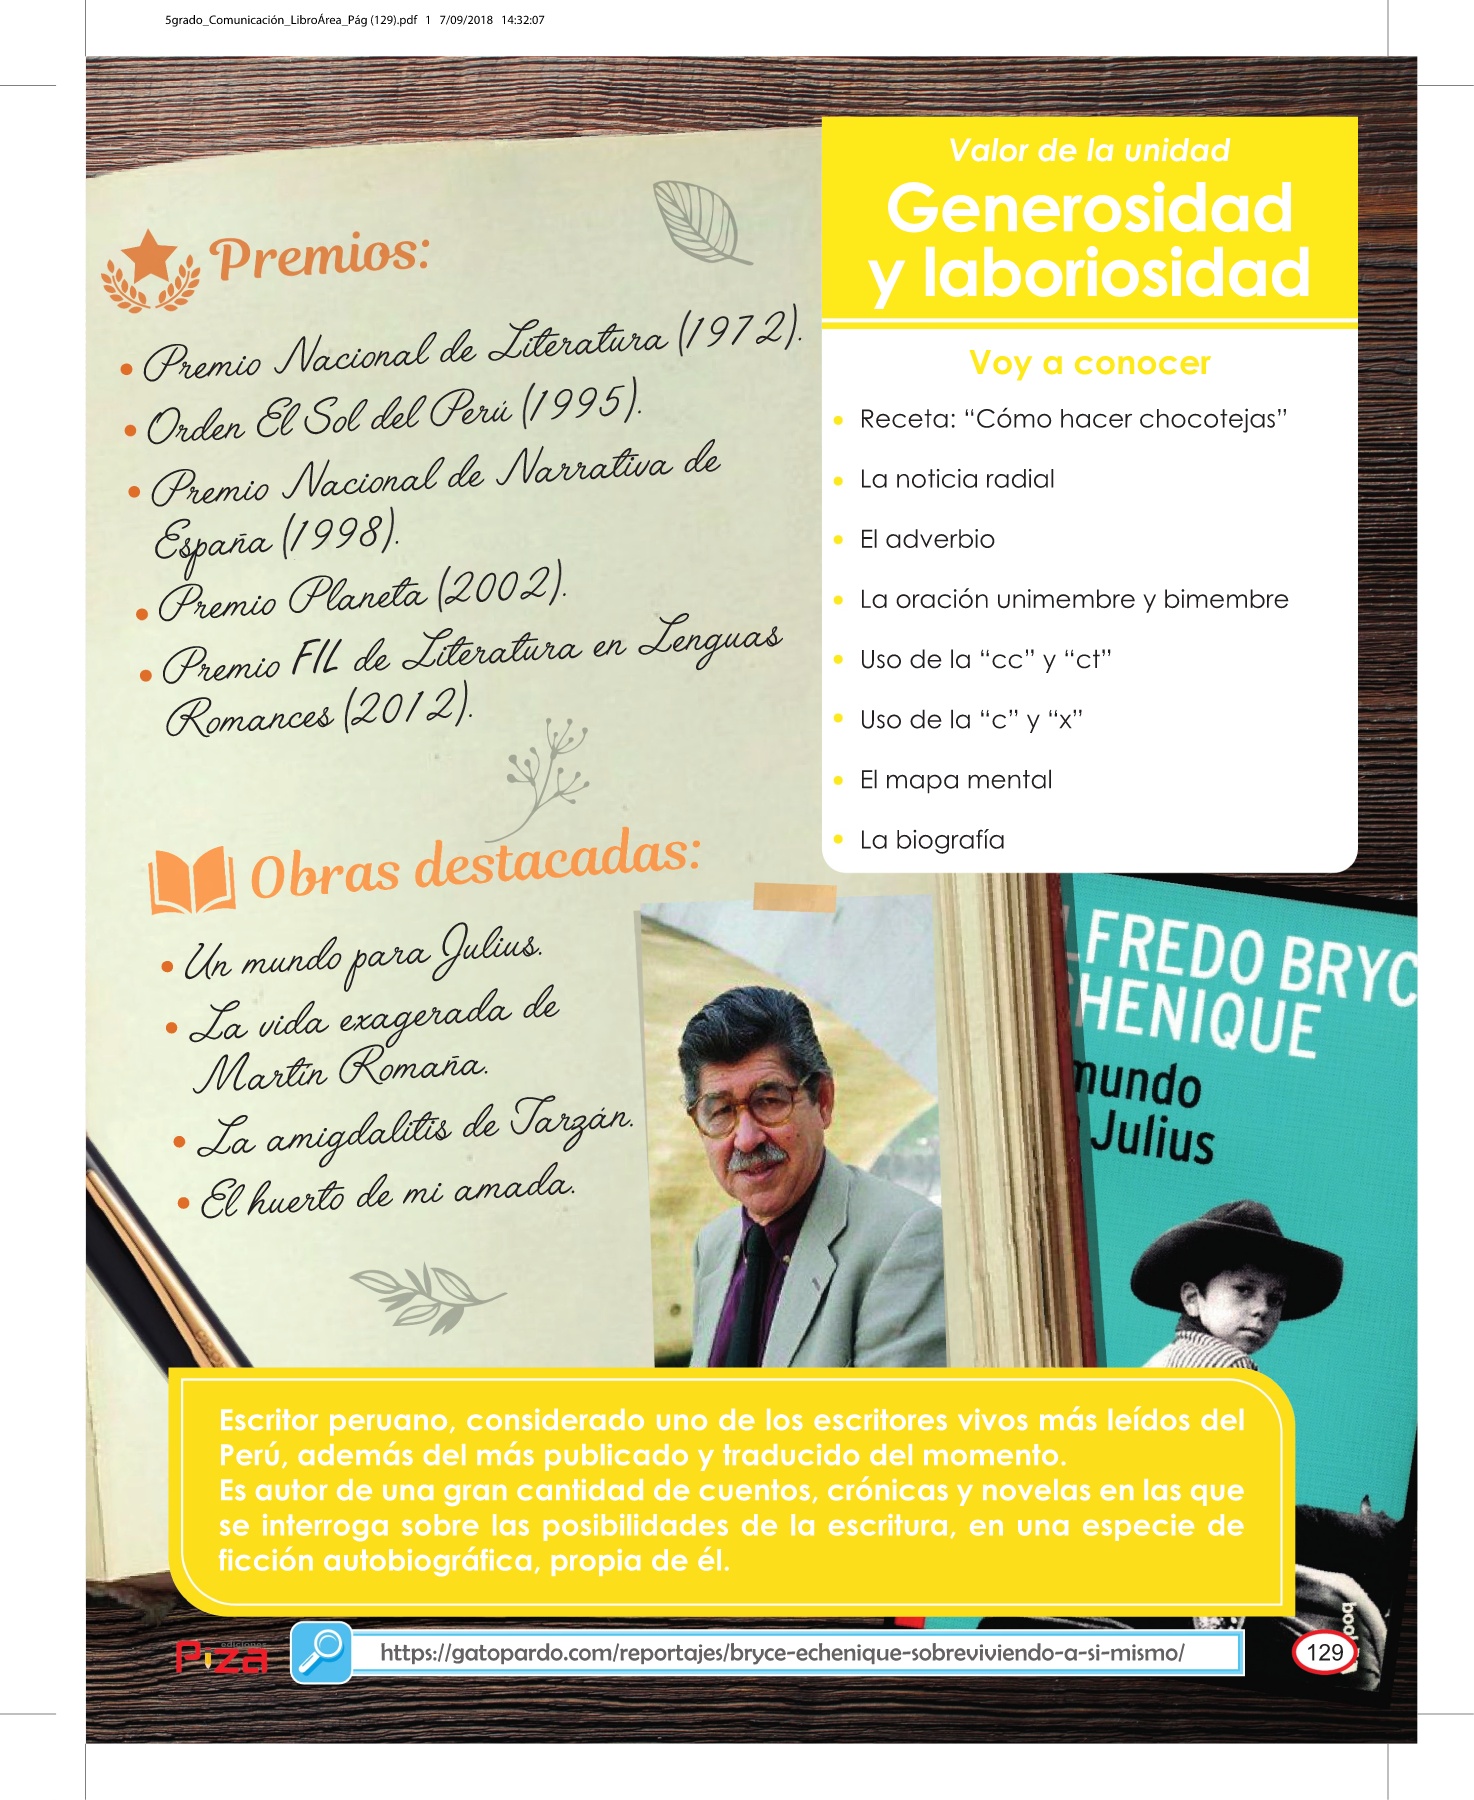 5grado_Comunicación_LibroÁrea_Pág (129).pdf 1 7/09/2018 14:32:07
Premios:
• Premio Nacional de Literatura (1972).
• Orden El Sol del Perú (1995).
• Premio Nacional de Narrativa de
España (1998).
• Premio Planeta (2002).
• Premio FIL de Literatura en Lenguas
Romances (2012).
Obras destacadas:
• Un mundo para Julius.
• La vida exagerada de
Martín Romaña.
• La amigdalitis de Tarzán.
• El huerto de mi amada.
Valor de la unidad
Generosidad
y laboriosidad
Voy a conocer
• Receta: “Cómo hacer chocotejas”
• La noticia radial
• El adverbio
• La oración unimembre y bimembre
• Uso de la “cc” y “ct”
• Uso de la “c” y “x”
• El mapa mental
• La biografía
LFREDO BRYC
CHENIQUE
mundo
Julius
Escritor peruano, considerado uno de los escritores vivos más leídos del
Perú, además del más publicado y traducido del momento.
Es autor de una gran cantidad de cuentos, crónicas y novelas en las que
se interroga sobre las posibilidades de la escritura, en una especie de
ficción autobiográfica, propia de él.
ediciones
Piza
https://gatopardo.com/reportajes/bryce-echenique-sobreviviendo-a-si-mismo/
129